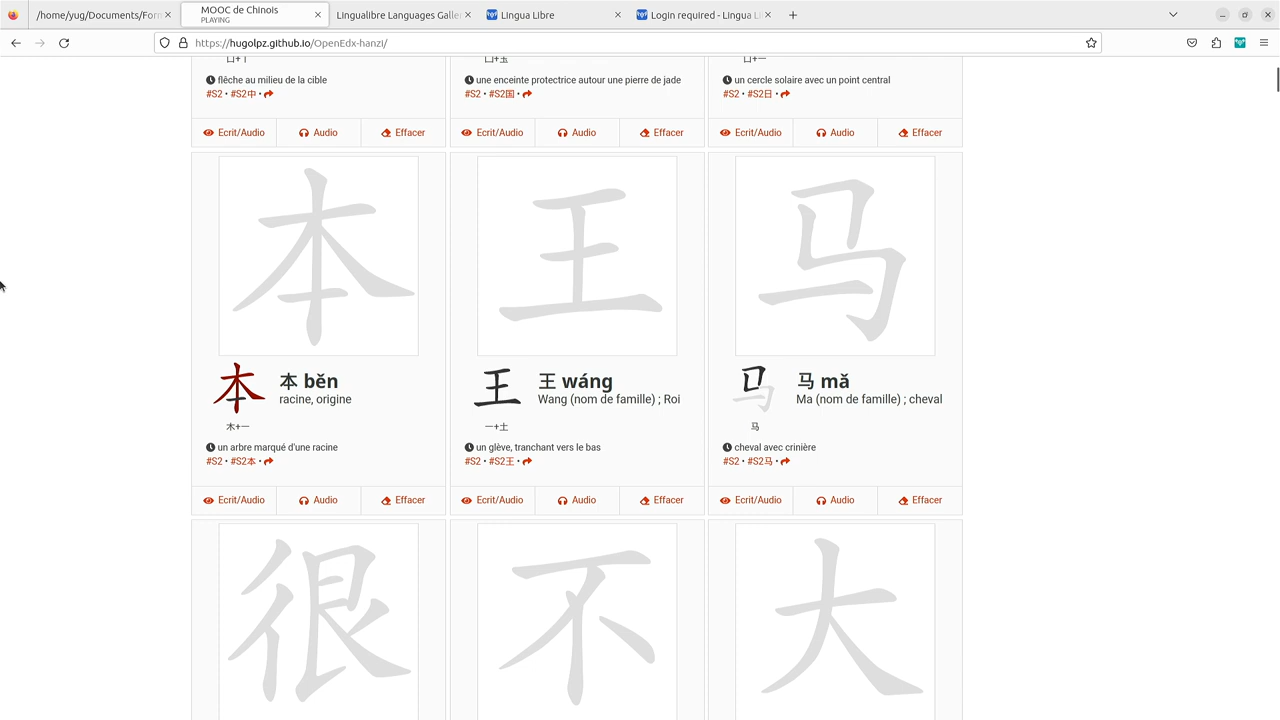 /home/yug/Documents/Form
MOOC de Chinois
PLAYING
Lingualibre Languages Galle
Lingua Libre
Login required - Lingua L
https://hugolpz.github.io/OpenEdx-hanzi/
flêche au milieu de la cible
#S2 • #S2中 •
une enceinte protectrice autour une pierre de jade
#S2 • #S2国 •
un cercle solaire avec un point central
#S2 • #S2日 •
Ecrit/Audio Audio Effacer
Ecrit/Audio Audio Effacer
Ecrit/Audio Audio Effacer
本
王
马
本
本 běn
racine, origine
木+一
un arbre marqué d'une racine
#S2 • #S2本 •
王
王 wáng
Wang (nom de famille) ; Roi
一+土
un glève, tranchant vers le bas
#S2 • #S2王 •
马
马 mǎ
Ma (nom de famille) ; cheval
马
cheval avec crinière
#S2 • #S2马 •
Ecrit/Audio Audio Effacer
Ecrit/Audio Audio Effacer
Ecrit/Audio Audio Effacer
很
不
大